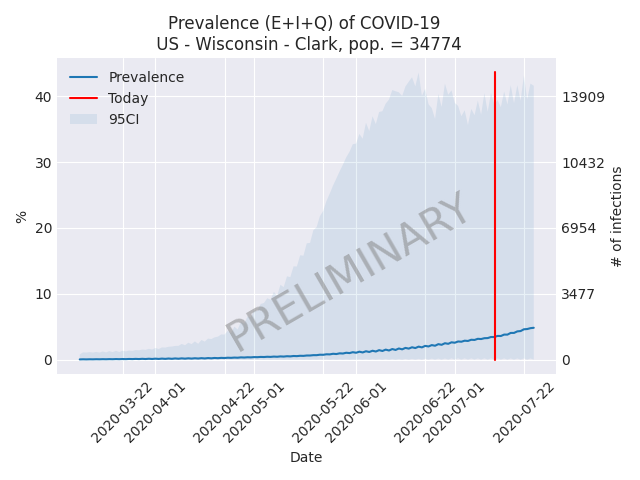 Prevalence (E+I+Q) of COVID-19
US - Wisconsin - Clark, pop. = 34774
Prevalence
Today
95CI
40
30
20
10
0
%
13909
10432
6954
3477
0
# of infections
PRELIMINARY
2020-03-22
2020-04-01
2020-04-22
2020-05-01
2020-05-22
2020-06-01
2020-06-22
2020-07-01
2020-07-22
Date